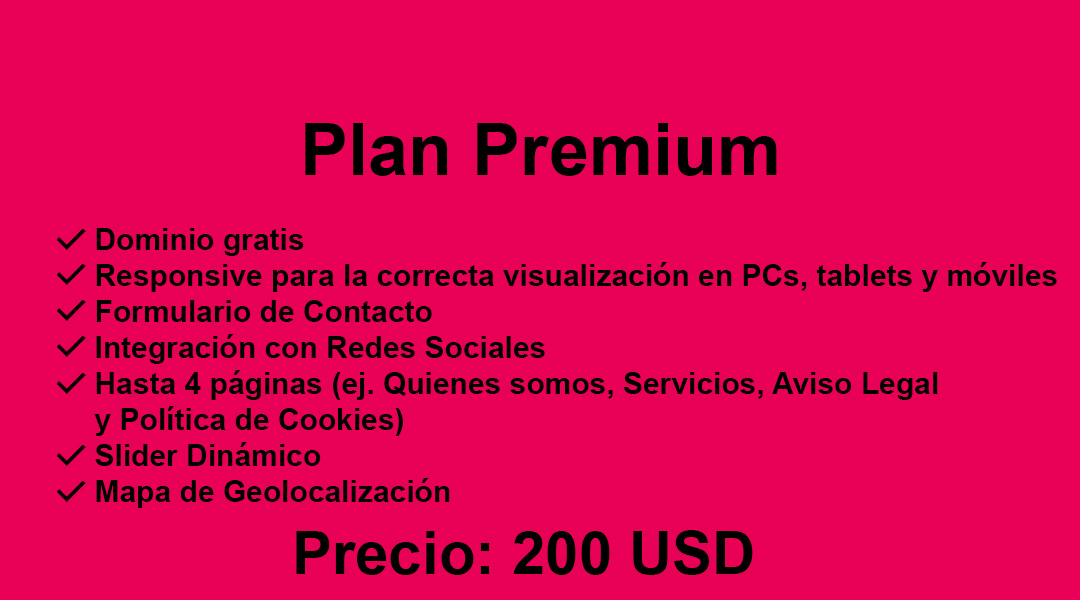 Plan Premium
✓ Dominio gratis
✓ Responsive para la correcta visualización en PCs, tablets y móviles
✓ Formulario de Contacto
✓ Integración con Redes Sociales
✓ Hasta 4 páginas (ej. Quienes somos, Servicios, Aviso Legal
y Política de Cookies)
✓ Slider Dinámico
✓ Mapa de Geolocalización
Precio: 200 USD